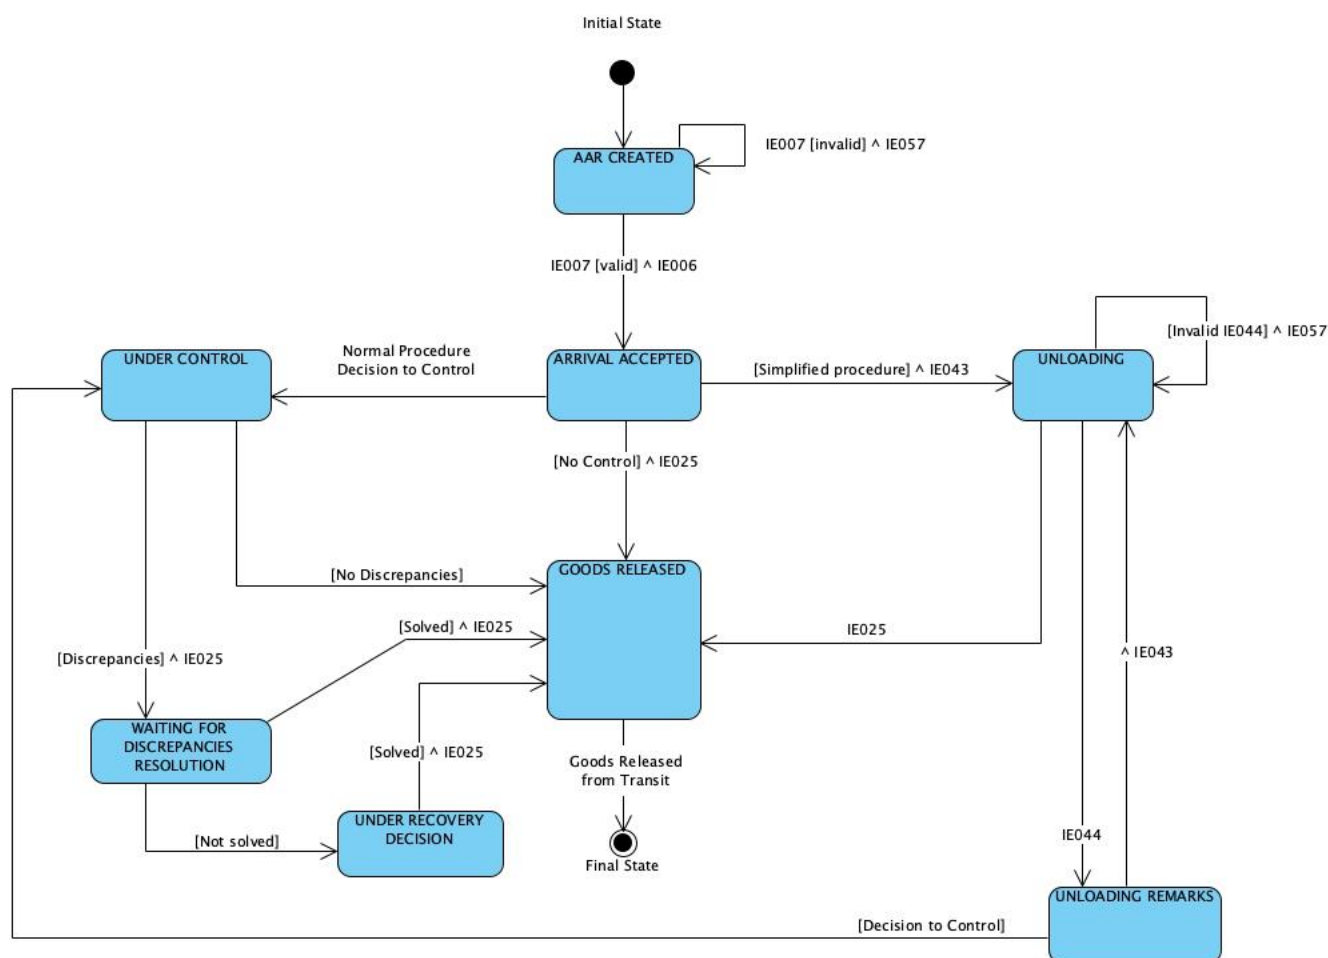 Initial State
AAR CREATED
IE007 [invalid] ^ IE057
IE007 [valid] ^ IE006
[Invalid IE044] ^ IE057
UNDER CONTROL
Normal Procedure
Decision to Control
ARRIVAL ACCEPTED
[Simplified procedure] ^ IE043
UNLOADING
[No Control] ^ IE025
[No Discrepancies]
GOODS RELEASED
[Solved] ^ IE025
IE025
[Discrepancies] ^ IE025
^ IE043
WAITING FOR
DISCREPANCIES
RESOLUTION
[Solved] ^ IE025
Goods Released
from Transit
[Not solved]
UNDER RECOVERY
DECISION
IE044
Final State
UNLOADING REMARKS
[Decision to Control]